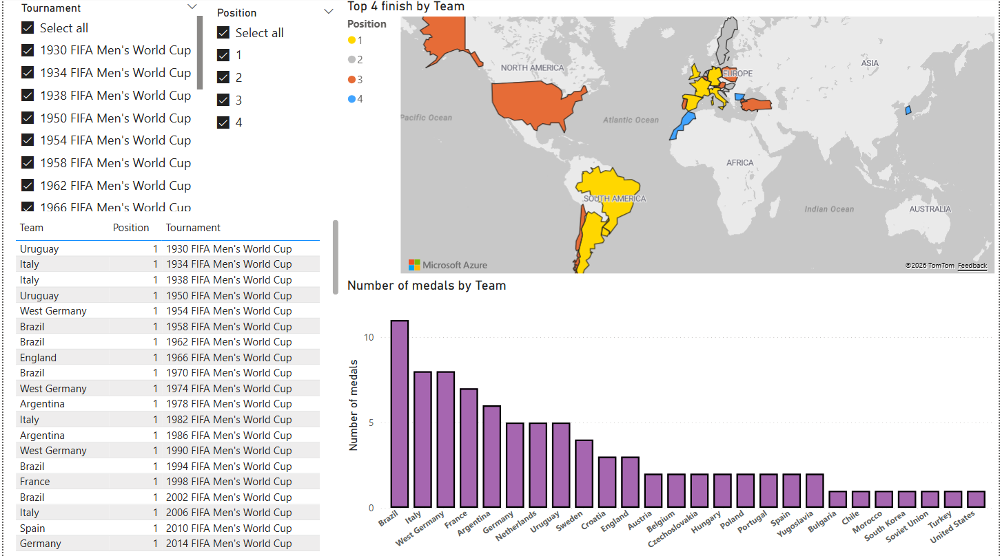 Tournament
Select all
1930 FIFA Men's World Cup
1934 FIFA Men's World Cup
1938 FIFA Men's World Cup
1950 FIFA Men's World Cup
1954 FIFA Men's World Cup
1958 FIFA Men's World Cup
1962 FIFA Men's World Cup
1966 FIFA Men's World Cup
Position
Select all
1
2
3
4
Team Position Tournament
Uruguay 1 1930 FIFA Men's World Cup
Italy 1 1934 FIFA Men's World Cup
Italy 1 1938 FIFA Men's World Cup
Uruguay 1 1950 FIFA Men's World Cup
West Germany 1 1954 FIFA Men's World Cup
Brazil 1 1958 FIFA Men's World Cup
Brazil 1 1962 FIFA Men's World Cup
England 1 1966 FIFA Men's World Cup
Brazil 1 1970 FIFA Men's World Cup
West Germany 1 1974 FIFA Men's World Cup
Argentina 1 1978 FIFA Men's World Cup
Italy 1 1982 FIFA Men's World Cup
Argentina 1 1986 FIFA Men's World Cup
West Germany 1 1990 FIFA Men's World Cup
Brazil 1 1994 FIFA Men's World Cup
France 1 1998 FIFA Men's World Cup
Brazil 1 2002 FIFA Men's World Cup
Italy 1 2006 FIFA Men's World Cup
Spain 1 2010 FIFA Men's World Cup
Germany 1 2014 FIFA Men's World Cup
Top 4 finish by Team
Position
1
2
3
4
NORTH AMERICA
EUROPE
ASIA
Pacific Ocean
Atlantic Ocean
AFRICA
SOUTH AMERICA
Indian Ocean
AUSTRALIA
Microsoft Azure
©2026 TomTom Feedback
Number of medals by Team
Number of medals
10
5
0
Brazil
Italy
West Germany
France
Argentina
Germany
Netherlands
Uruguay
Sweden
Croatia
England
Austria
Belgium
Czechoslovakia
Hungary
Poland
Portugal
Spain
Yugoslavia
Bulgaria
Chile
Morocco
South Korea
Soviet Union
Turkey
United States